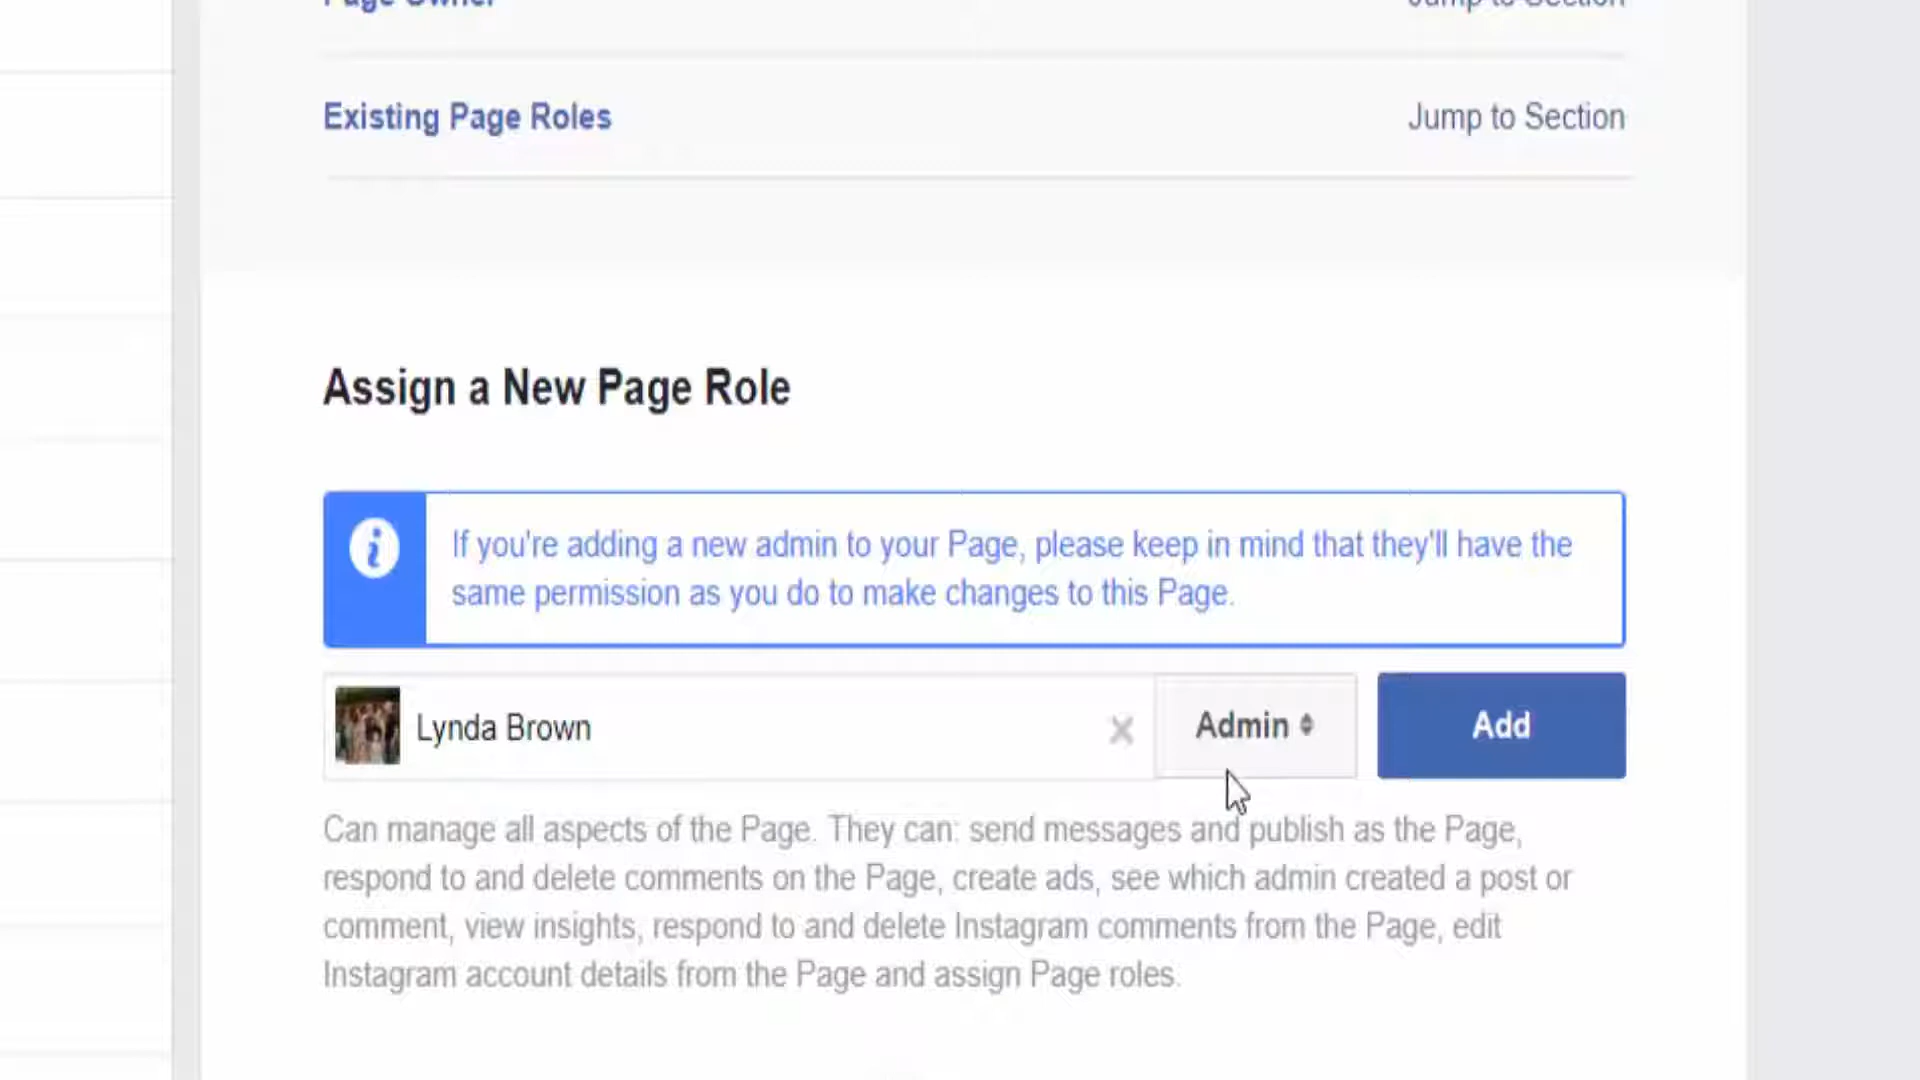 Page Owner
Jump to Section
Existing Page Roles
Jump to Section
Assign a New Page Role
If you're adding a new admin to your Page, please keep in mind that they'll have the
same permission as you do to make changes to this Page.
Lynda Brown
Admin
Add
Can manage all aspects of the Page. They can: send messages and publish as the Page,
respond to and delete comments on the Page, create ads, see which admin created a post or
comment, view insights, respond to and delete Instagram comments from the Page, edit
Instagram account details from the Page and assign Page roles.